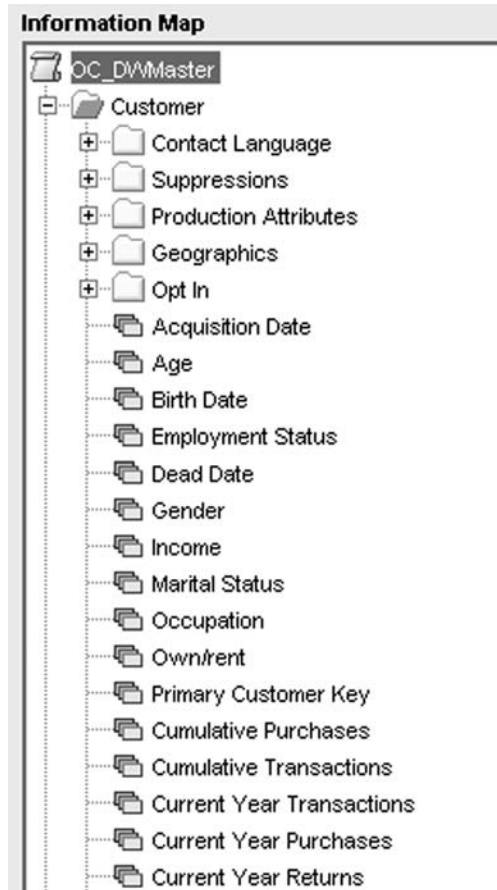 Information Map
OC_DWMaster
Customer
Contact Language
Suppressions
Production Attributes
Geographics
Opt In
Acquisition Date
Age
Birth Date
Employment Status
Dead Date
Gender
Income
Marital Status
Occupation
Own/rent
Primary Customer Key
Cumulative Purchases
Cumulative Transactions
Current Year Transactions
Current Year Purchases
Current Year Returns